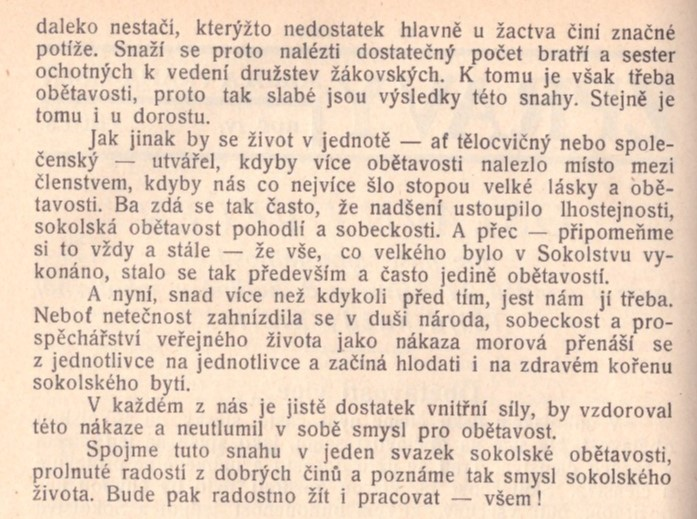 daleko nestačí, kterýžto nedostatek hlavně u žactva činí značné
potíže. Snaží se proto nalézti dostatečný počet bratří a sester
ochotných k vedení družstev žákovských. K tomu je však třeba
obětavosti, proto tak slabé jsou výsledky této snahy. Stejně je
tomu i u dorostu.
Jak jinak by se život v jednotě — ať tělocvičný nebo spole-
čenský — utvářel, kdyby více obětavosti nalezlo místo mezi
členstvem, kdyby nás co nejvíce šlo stopou velké lásky a obě-
tavosti. Ba zdá se tak často, že nadšení ustoupilo lhostejnosti,
sokolská obětavost pohodlí a sobeckosti. A přec — připomeňme
si to vždy a stále — že vše, co velkého bylo v Sokolstvu vy-
konáno, stalo se tak především a často jedině obětavostí.
A nyní, snad více než kdykoli před tím, jest nám jí třeba.
Neboť netečnost zahnízdila se v duši národa, sobeckost a pro-
spěchářství veřejného života jako nákaza morová přenáší se
z jednotlivce na jednotlivce a začíná hlodati i na zdravém kořenu
sokolského bytí.
V každém z nás je jistě dostatek vnitřní síly, by vzdoroval
této nákaze a neutlumil v sobě smysl pro obětavost.
Spojme tuto snahu v jeden svazek sokolské obětavosti,
prolnuté radostí z dobrých činů a poznáme tak smysl sokolského
života. Bude pak radostno žít i pracovat — všem!